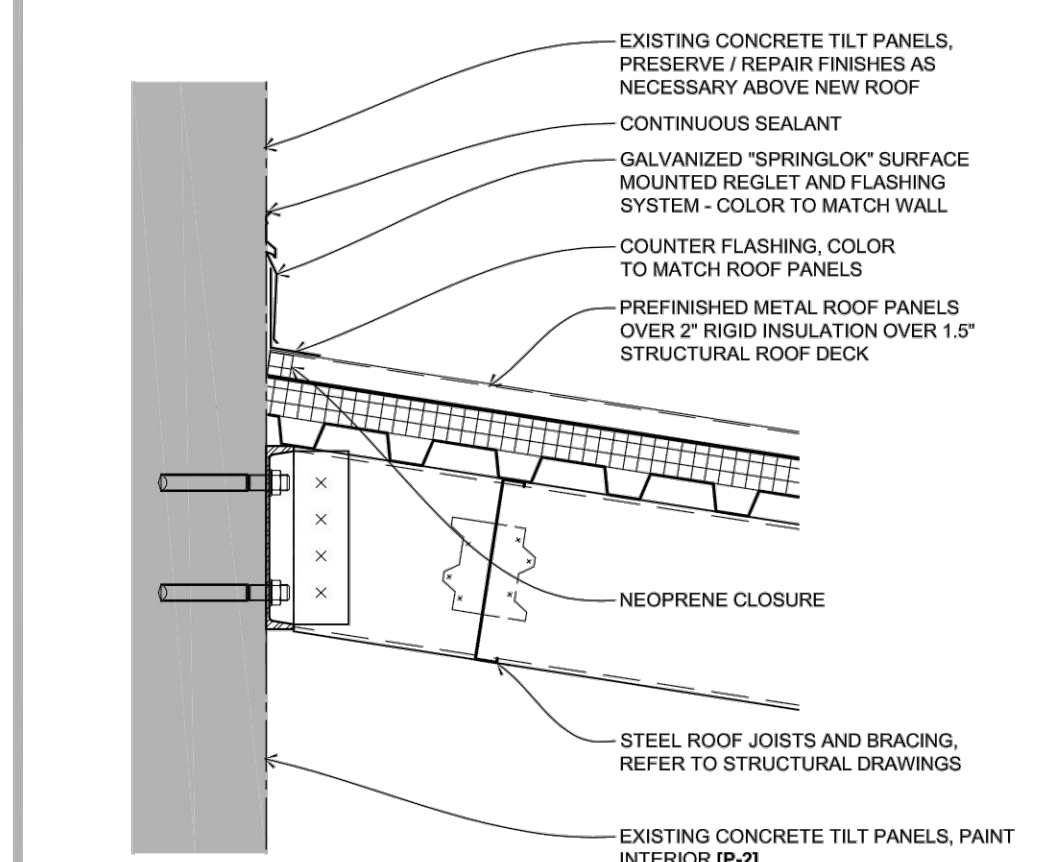 EXISTING CONCRETE TILT PANELS,
PRESERVE / REPAIR FINISHES AS
NECESSARY ABOVE NEW ROOF
CONTINUOUS SEALANT
GALVANIZED "SPRINGLOK" SURFACE
MOUNTED REGLET AND FLASHING
SYSTEM - COLOR TO MATCH WALL
COUNTER FLASHING, COLOR
TO MATCH ROOF PANELS
PREFINISHED METAL ROOF PANELS
OVER 2" RIGID INSULATION OVER 1.5"
STRUCTURAL ROOF DECK
NEOPRENE CLOSURE
STEEL ROOF JOISTS AND BRACING,
REFER TO STRUCTURAL DRAWINGS
EXISTING CONCRETE TILT PANELS, PAINT
INTERIOR [P-2]